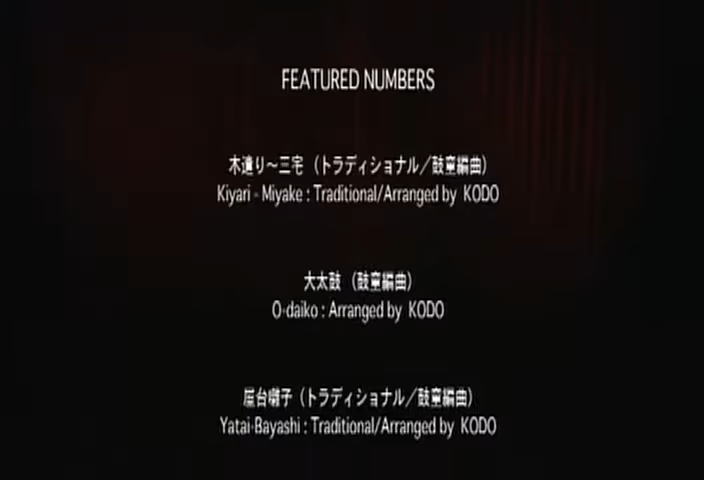 FEATURED NUMBERS
木遣り～三宅 （トラディショナル／鼓童編曲）
Kiyari - Miyake : Traditional/Arranged by KODO
大太鼓 （鼓童編曲）
O-daiko : Arranged by KODO
屋台囃子（トラディショナル／鼓童編曲）
Yatai-Bayashi : Traditional/Arranged by KODO